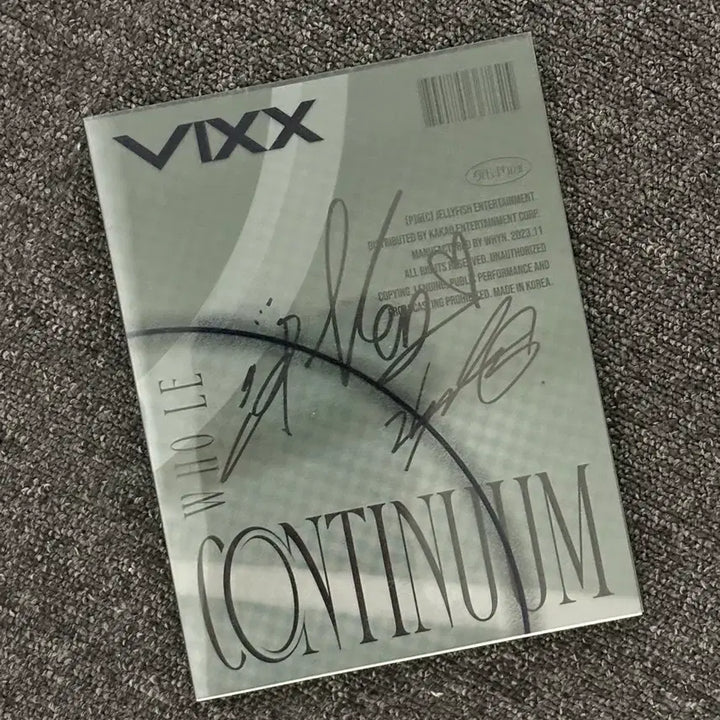 VIXX
(P)&(C) JELLYFISH ENTERTAINMENT
DISTRIBUTED BY KAKAO ENTERTAINMENT CORP.
MANUFACTURED BY WHYN. 2023.11
ALL RIGHTS RESERVED. UNAUTHORIZED
COPYING, LENDING, PUBLIC PERFORMANCE AND
BROADCASTING PROHIBITED. MADE IN KOREA.
WHOLE
CONTINUUM